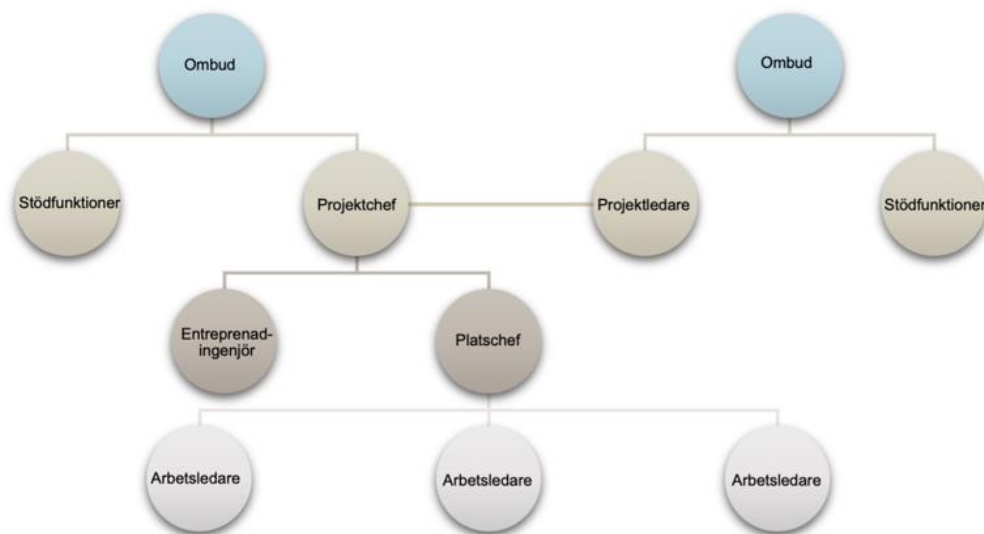 Ombud
Ombud
Stödfunktioner
Projektchef
Projektledare
Stödfunktioner
Entreprenad-
ingenjör
Platschef
Arbetsledare
Arbetsledare
Arbetsledare